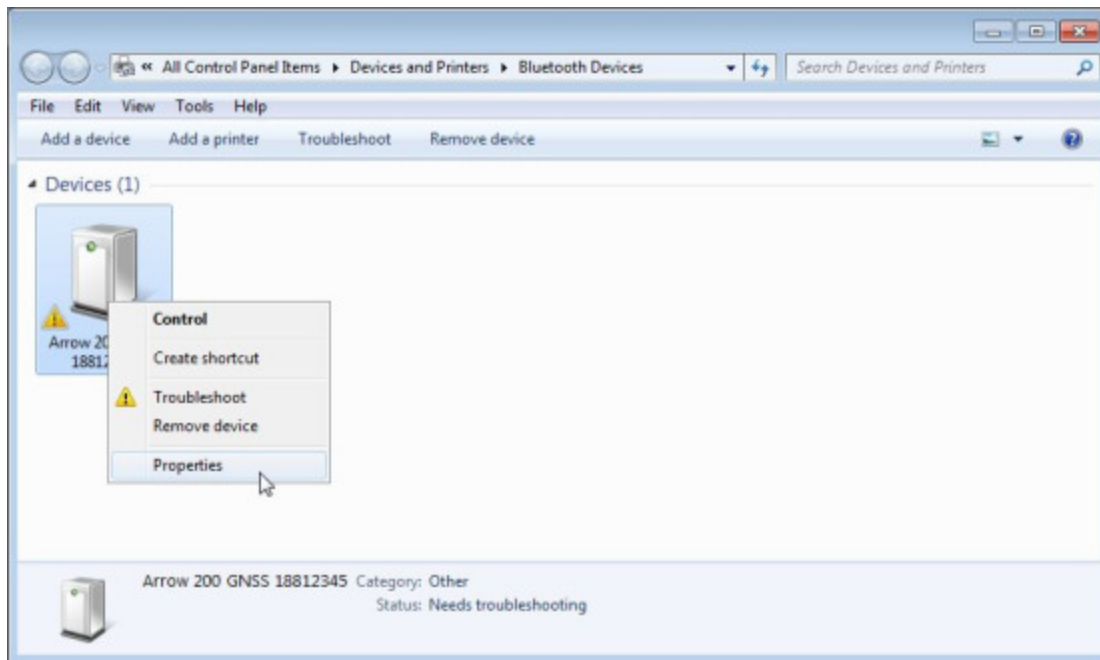 « All Control Panel Items ▸ Devices and Printers ▸ Bluetooth Devices
Search Devices and Printers
File Edit View Tools Help
Add a device Add a printer Troubleshoot Remove device
Devices (1)
Arrow 20
1881
Control
Create shortcut
Troubleshoot
Remove device
Properties
Arrow 200 GNSS 18812345 Category: Other
Status: Needs troubleshooting